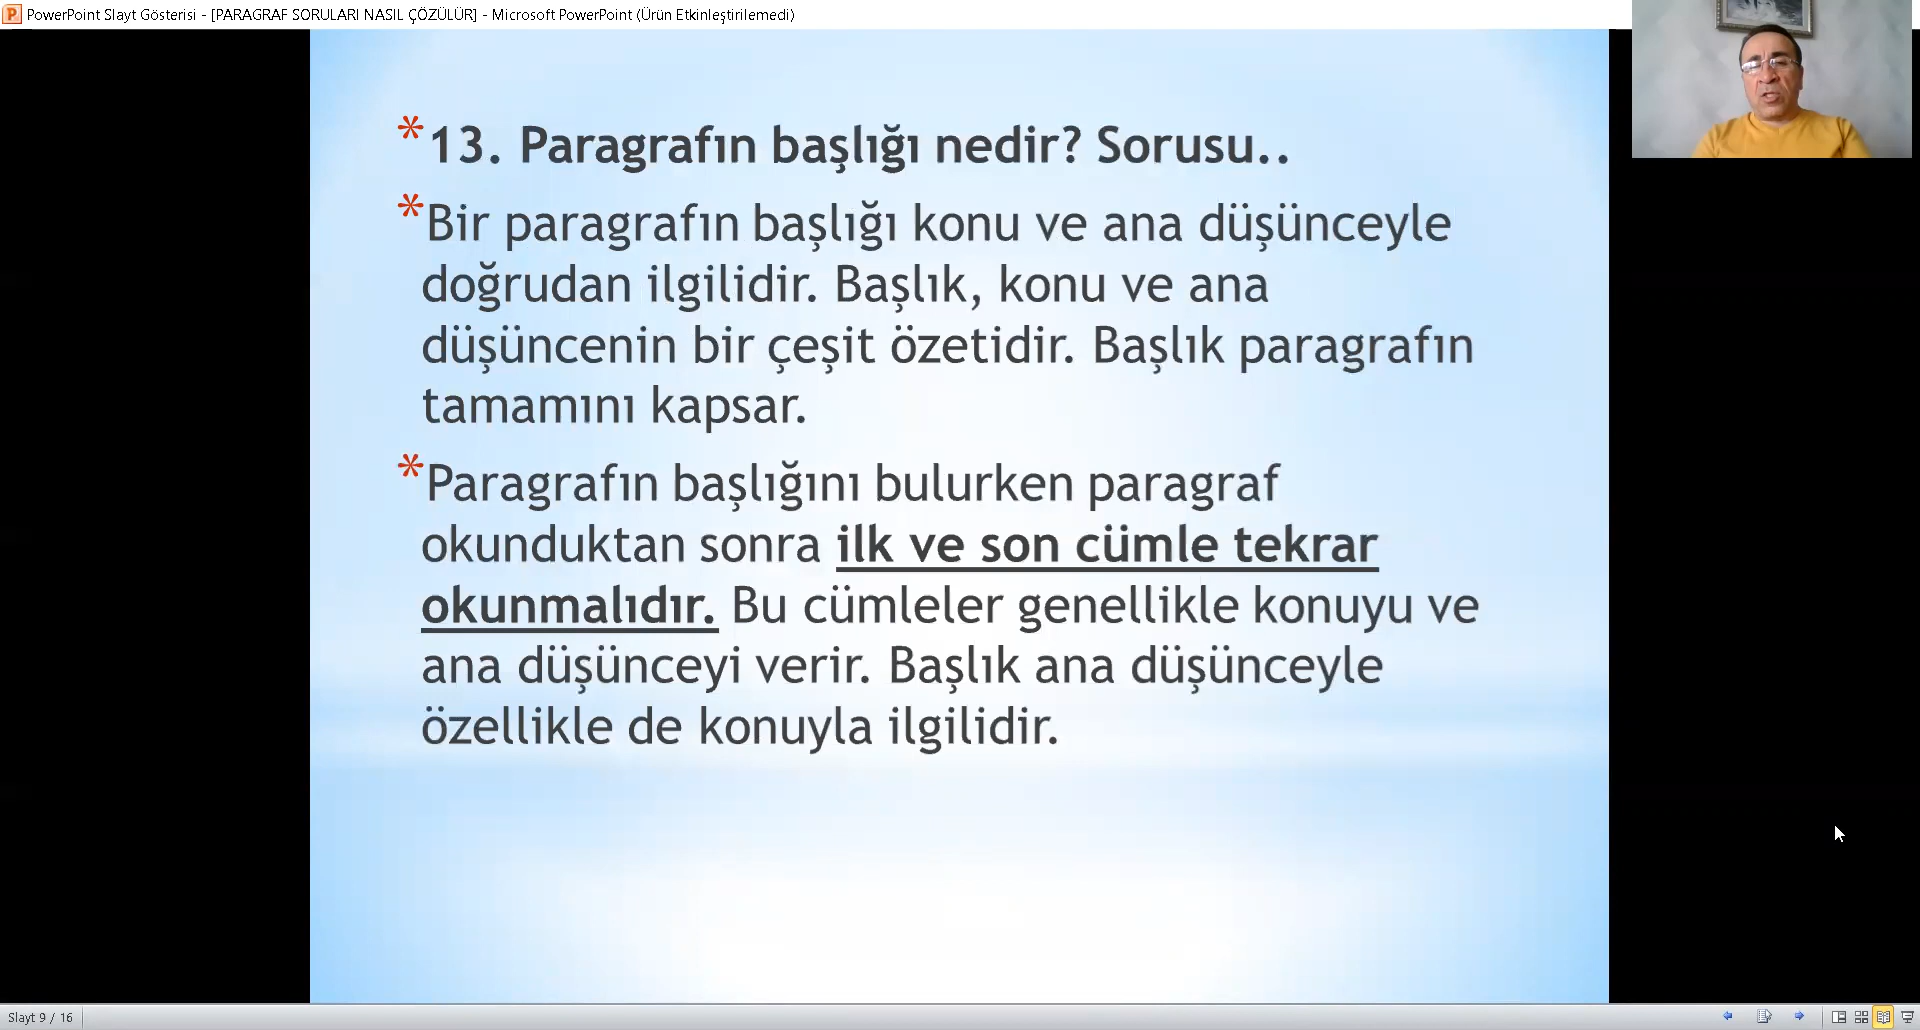 PowerPoint Slayt Gösterisi - [PARAGRAF SORULARI NASIL ÇÖZÜLÜR] - Microsoft PowerPoint (Ürün Etkinleştirilemedi)
*13. Paragrafın başlığı nedir? Sorusu..
*Bir paragrafın başlığı konu ve ana düşünceyle
doğrudan ilgilidir. Başlık, konu ve ana
düşüncenin bir çeşit özetidir. Başlık paragrafın
tamamını kapsar.
*Paragrafın başlığını bulurken paragraf
okunduktan sonra ilk ve son cümle tekrar
okunmalıdır. Bu cümleler genellikle konuyu ve
ana düşünceyi verir. Başlık ana düşünceyle
özellikle de konuyla ilgilidir.
Slayt 9 / 16